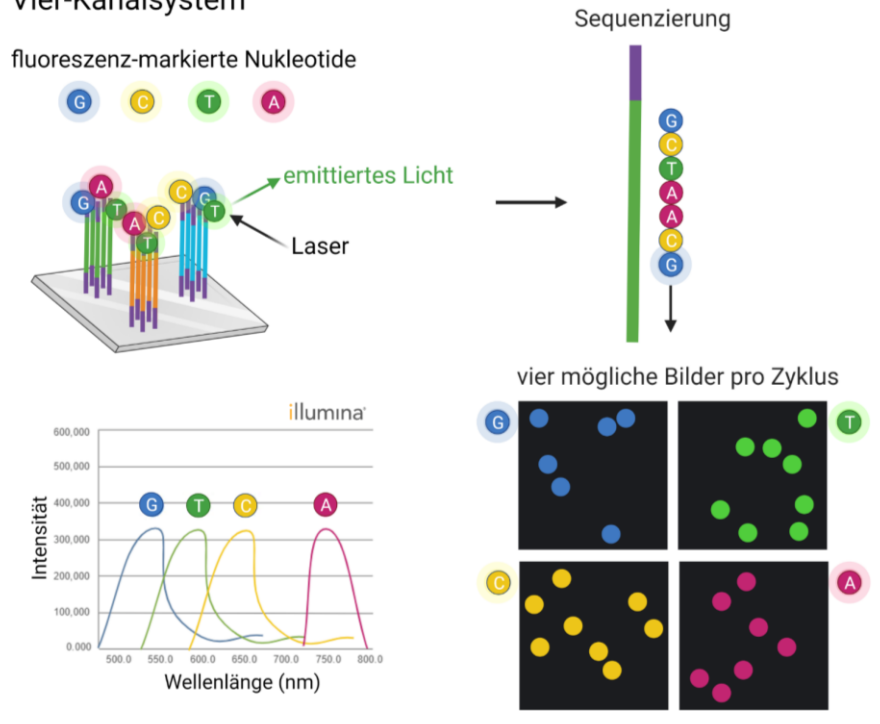 Vier-Kanalsystem
fluoreszenz-markierte Nukleotide
G C T A
G A T A C T C G T
emittiertes Licht
Laser
Sequenzierung
G
C
T
A
A
C
G
illumina
600,000
500,000
400,000
300,000
200,000
100,000
0.000
Intensität
G T C A
500.0 550.0 600.0 650.0 700.0 750.0 800.0
Wellenlänge (nm)
vier mögliche Bilder pro Zyklus
G T
C A